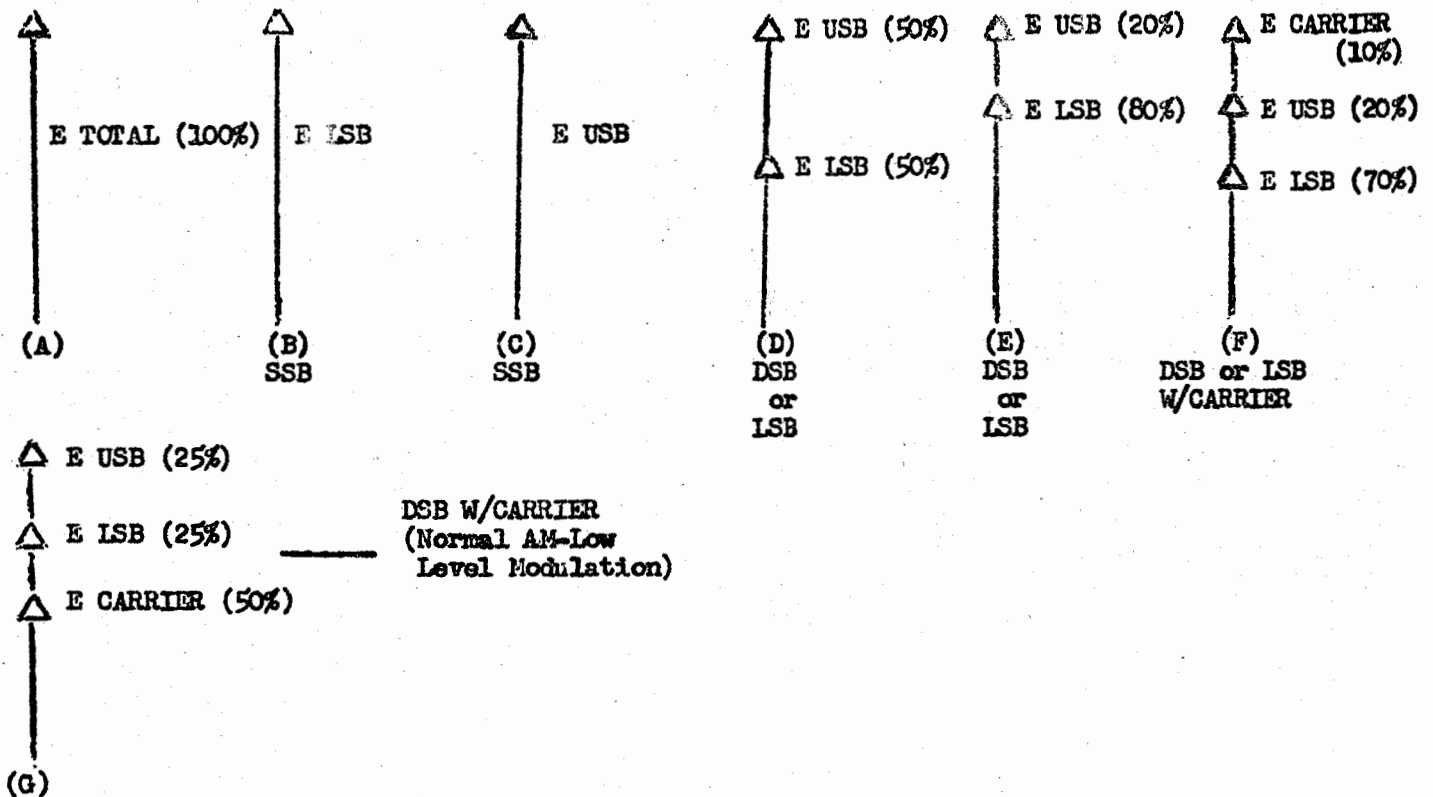 E TOTAL (100%)
(A)
E LSB
(B)
SSB
E USB
(C)
SSB
E USB (50%)
E LSB (50%)
(D)
DSB
or
LSB
E USB (20%)
E LSB (80%)
(E)
DSB
or
LSB
E CARRIER
(10%)
E USB (20%)
E LSB (70%)
(F)
DSB or LSB
W/CARRIER
E USB (25%)
E LSB (25%)
E CARRIER (50%)
(G)
DSB W/CARRIER
(Normal AM-Low
Level Modulation)